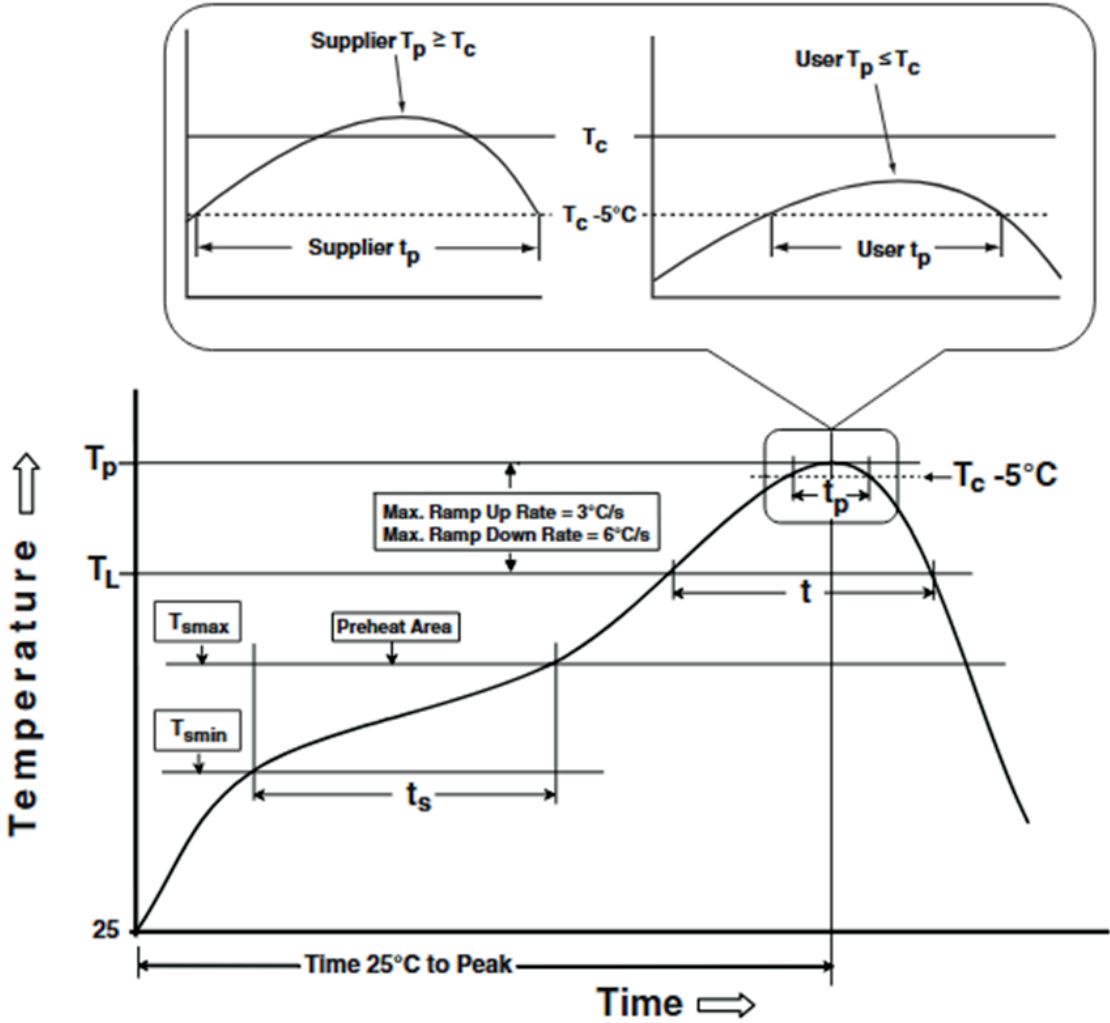 Supplier Tp ≥ Tc
User Tp ≤ Tc
Tc
Tc -5°C
Supplier tp
User tp
Tp
Tc -5°C
tp
Max. Ramp Up Rate = 3°C/s
Max. Ramp Down Rate = 6°C/s
TL
t
Tsmax
Preheat Area
Tsmin
ts
Temperature
25
Time 25°C to Peak
Time